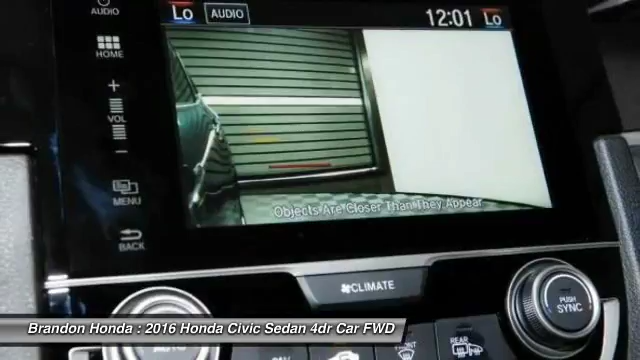 AUDIO
Lo AUDIO 12:01 Lo
HOME
+
VOL
−
MENU
BACK
Objects Are Closer Than They Appear
CLIMATE
PUSH
SYNC
FRONT
REAR
Brandon Honda : 2016 Honda Civic Sedan 4dr Car FWD